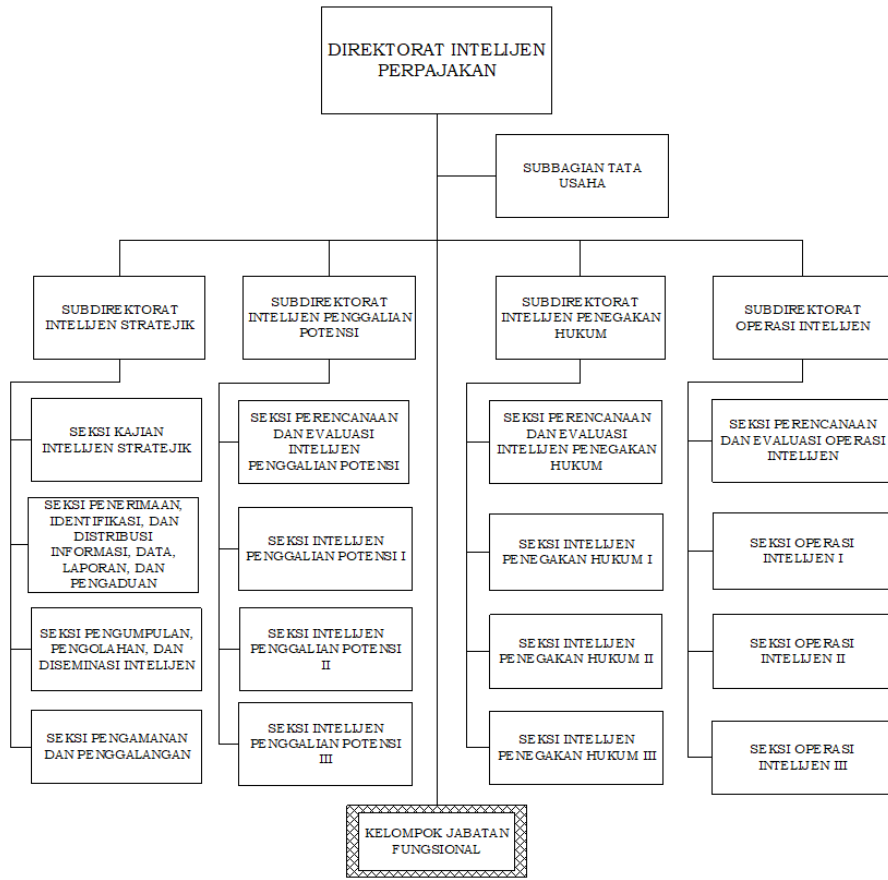 DIREKTORAT INTELIJEN
PERPAJAKAN
SUBBAGIAN TATA
USAHA
SUBDIREKTORAT
INTELIJEN STRATEJIK
SUBDIREKTORAT
INTELIJEN PENGGALIAN
POTENSI
SUBDIREKTORAT
INTELIJEN PENEGAKAN
HUKUM
SUBDIREKTORAT
OPERASI INTELIJEN
SEKSI KAJIAN
INTELIJEN STRATEJIK
SEKSI PERENCANAAN
DAN EVALUASI
INTELIJEN
PENGGALIAN POTENSI
SEKSI PERENCANAAN
DAN EVALUASI
INTELIJEN PENEGAKAN
HUKUM
SEKSI PERENCANAAN
DAN EVALUASI OPERASI
INTELIJEN
SEKSI PENERIMAAN,
IDENTIFIKASI, DAN
DISTRIBUSI
INFORMASI, DATA,
LAPORAN, DAN
PENGADUAN
SEKSI INTELIJEN
PENGGALIAN POTENSI I
SEKSI INTELIJEN
PENEGAKAN HUKUM I
SEKSI OPERASI
INTELIJEN I
SEKSI PENGUMPULAN,
PENGOLAHAN, DAN
DISEMINASI INTELIJEN
SEKSI INTELIJEN
PENGGALIAN POTENSI
II
SEKSI INTELIJEN
PENEGAKAN HUKUM II
SEKSI OPERASI
INTELIJEN II
SEKSI PENGAMANAN
DAN PENGGALANGAN
SEKSI INTELIJEN
PENGGALIAN POTENSI
III
SEKSI INTELIJEN
PENEGAKAN HUKUM III
SEKSI OPERASI
INTELIJEN III
KELOMPOK JABATAN
FUNGSIONAL